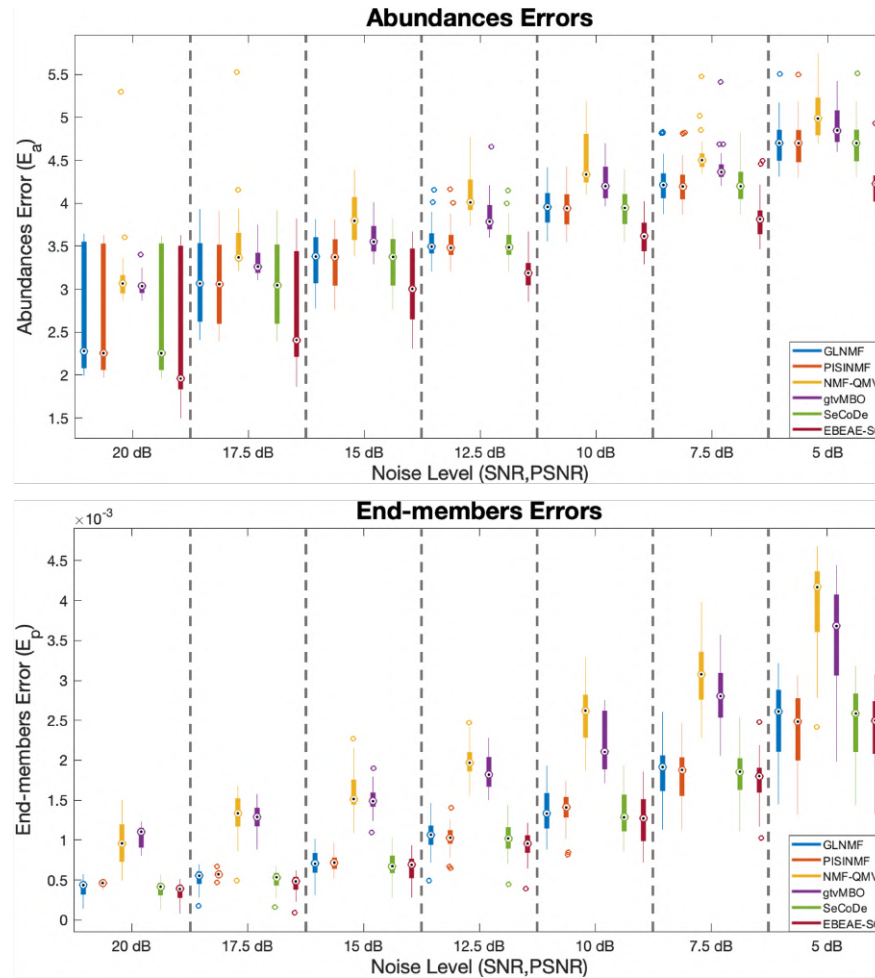 Abundances Errors
Abundances Error (E_a)
5.5
5
4.5
4
3.5
3
2.5
2
1.5
GLNMF
PISINMF
NMF-QMV
gtvMBO
SeCoDe
20 dB
17.5 dB
15 dB
12.5 dB
10 dB
7.5 dB
5 dB
Noise Level (SNR,PSNR)
End-members Errors
×10^-3
End-members Error (E_p)
4.5
4
3.5
3
2.5
2
1.5
1
0.5
0
GLNMF
PISINMF
NMF-QMV
gtvMBO
SeCoDe
20 dB
17.5 dB
15 dB
12.5 dB
10 dB
7.5 dB
5 dB
Noise Level (SNR,PSNR)